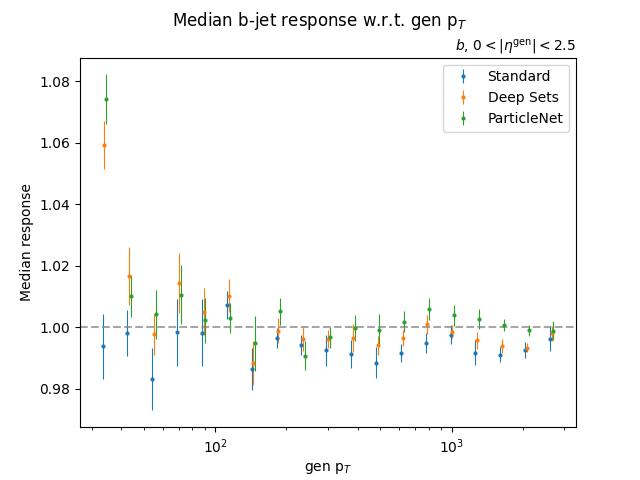 Median b-jet response w.r.t. gen p_T
b, 0 < |η^gen| < 2.5
Standard
Deep Sets
ParticleNet
Median response
1.08
1.06
1.04
1.02
1.00
0.98
10^2
10^3
gen p_T